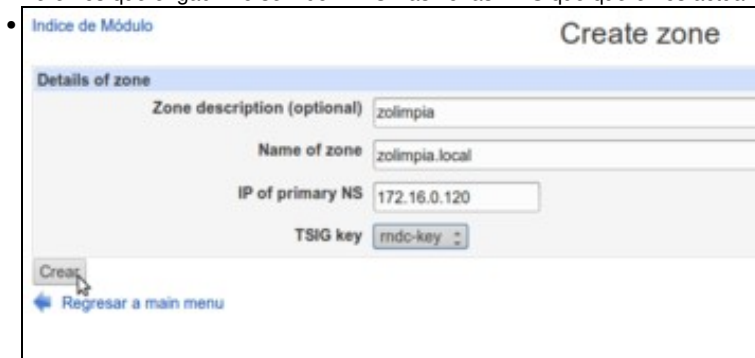 Indice de Módulo
Create zone
Details of zone
Zone description (optional) zolimpia
Name of zone zolimpia.local
IP of primary NS 172.16.0.120
TSIG key rndc-key
Crear
Regresar a main menu